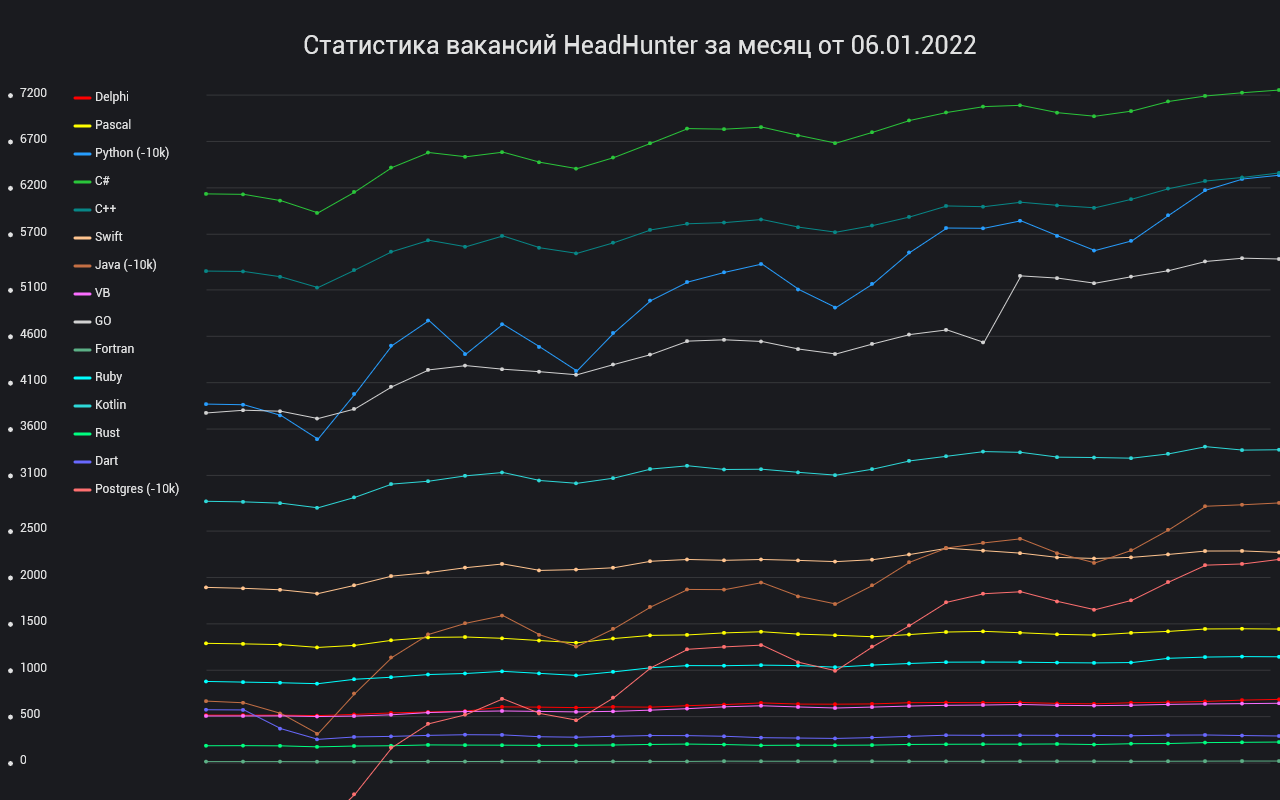 Статистика вакансий HeadHunter за месяц от 06.01.2022
7200
6700
6200
5700
5100
4600
4100
3600
3100
2500
2000
1500
1000
500
0
Delphi
Pascal
Python (-10k)
C#
C++
Swift
Java (-10k)
VB
GO
Fortran
Ruby
Kotlin
Rust
Dart
Postgres (-10k)